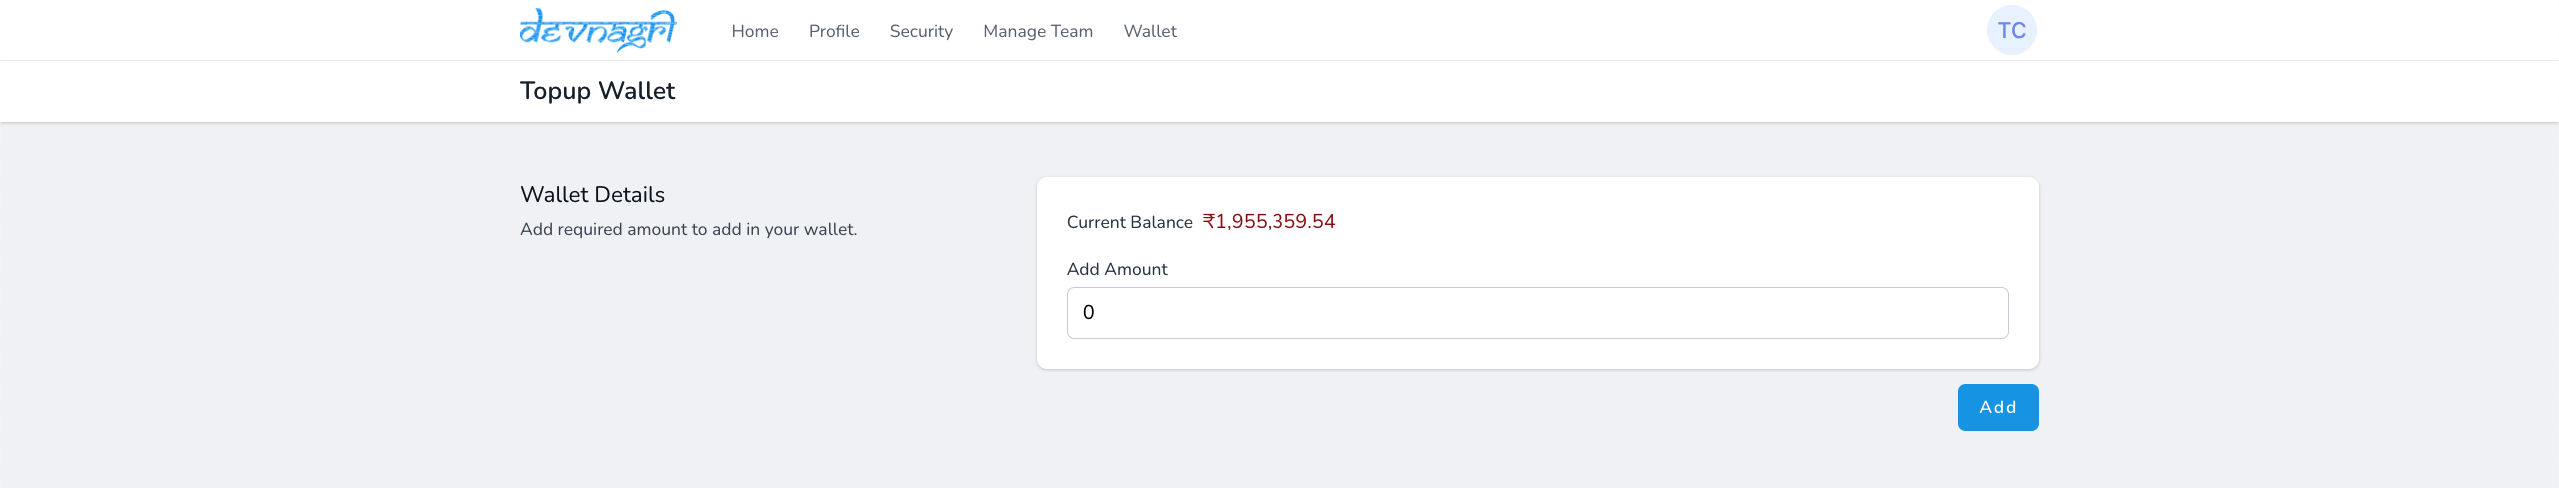 devnagri Home Profile Security Manage Team Wallet TC
Topup Wallet
Wallet Details
Add required amount to add in your wallet.
Current Balance ₹1,955,359.54
Add Amount
0
Add